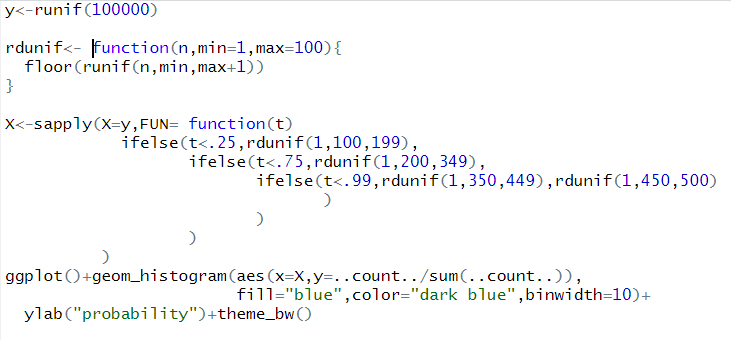 y<-runif(100000)
rdunif<- function(n,min=1,max=100){
  floor(runif(n,min,max+1))
}
X<-sapply(X=y,FUN= function(t)
            ifelse(t<.25,rdunif(1,100,199),
                   ifelse(t<.75,rdunif(1,200,349),
                          ifelse(t<.99,rdunif(1,350,449),rdunif(1,450,500)
                                 )
                          )
                   )
          )
ggplot()+geom_histogram(aes(x=X,y=..count../sum(..count..)),
                        fill="blue",color="dark blue",binwidth=10)+
  ylab("probability")+theme_bw()